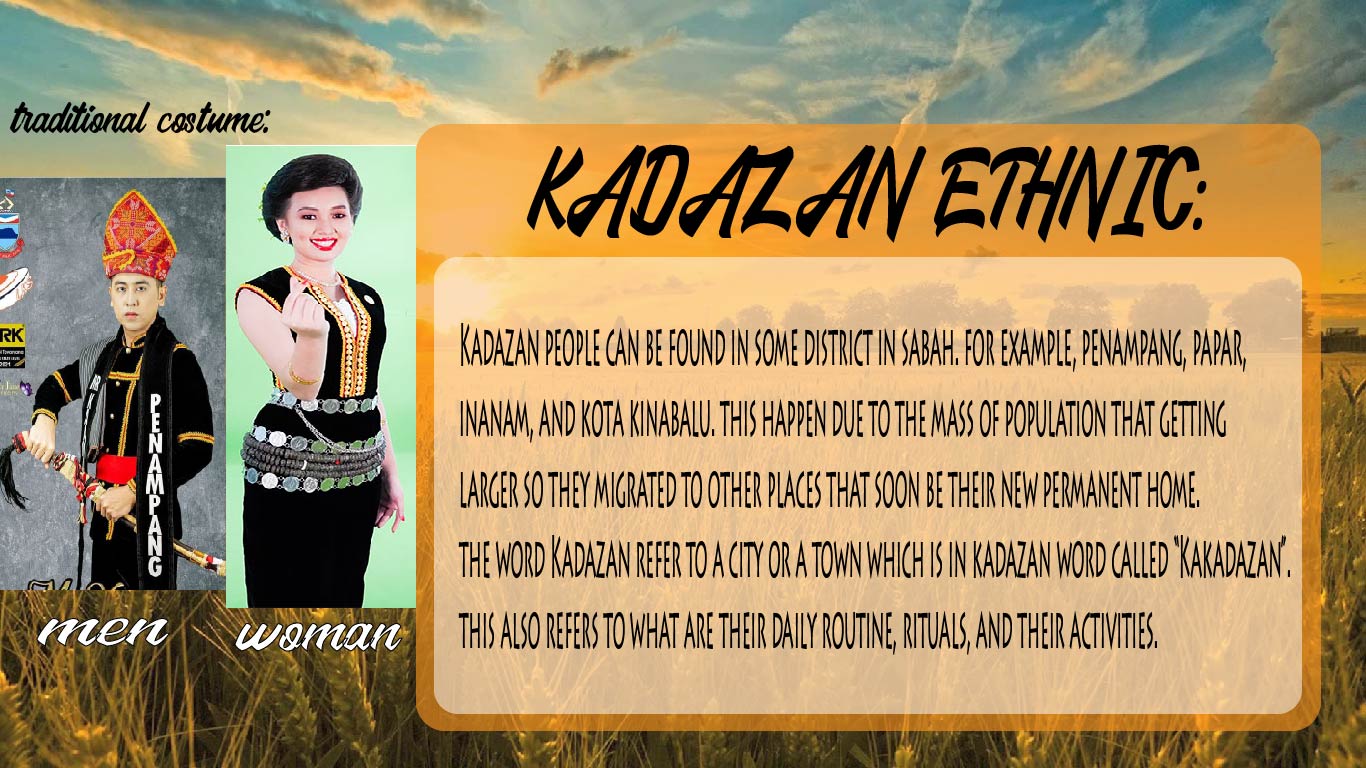 traditional costume:
KADAZAN ETHNIC:
Kadazan people can be found in some district in sabah. for example, penampang, papar,
inanam, and kota kinabalu. this happen due to the mass of population that getting
larger so they migrated to other places that soon be their new permanent home.
the word Kadazan refer to a city or a town which is in kadazan word called "Kakadazan".
this also refers to what are their daily routine, rituals, and their activities.
RK
PENAMPANG
men
woman